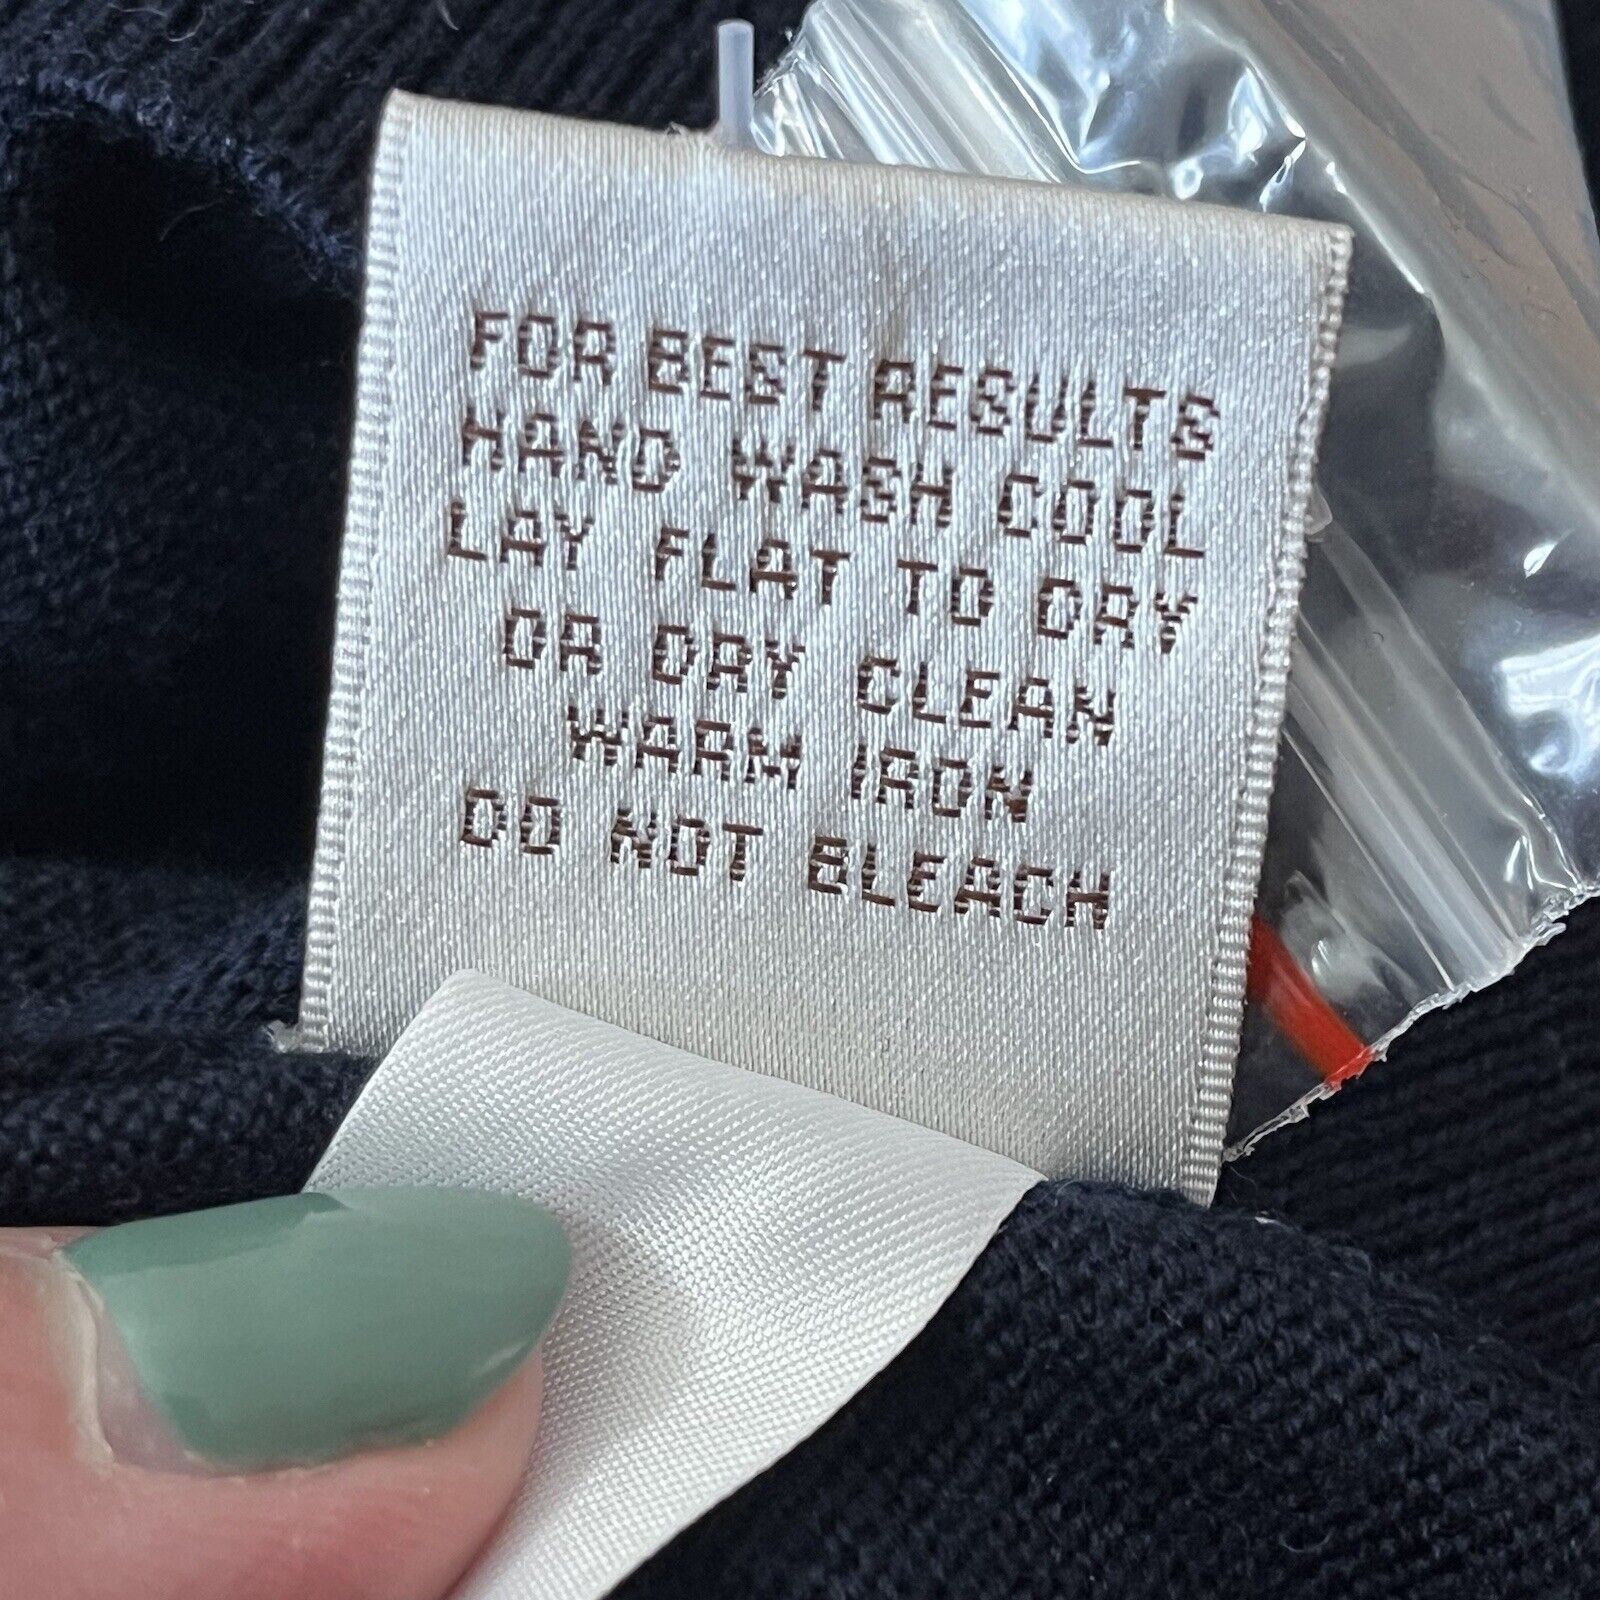 FOR BEST RESULTS
HAND WASH COOL
LAY FLAT TO DRY
OR DRY CLEAN
WARM IRON
DO NOT BLEACH